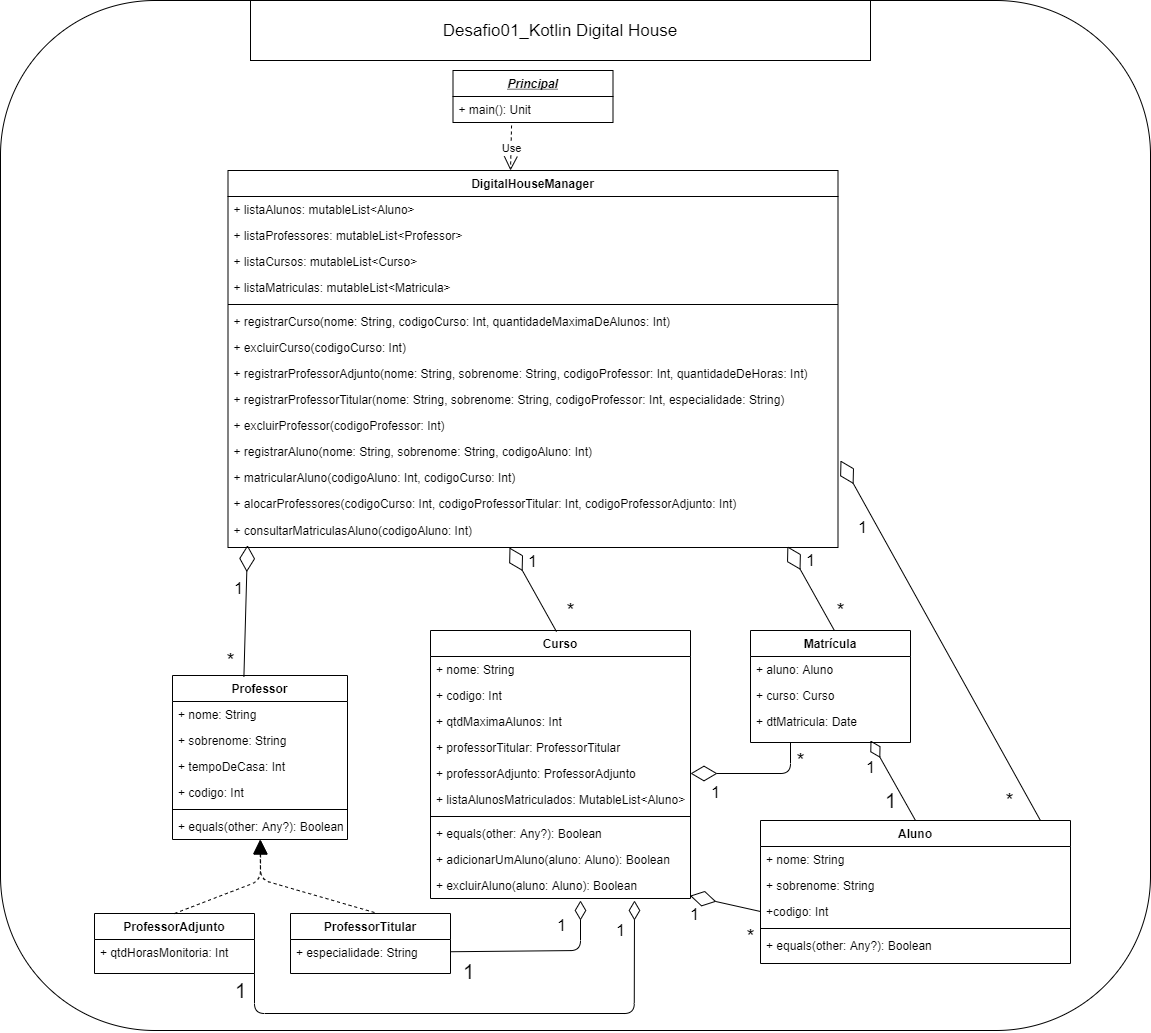 Desafio01_Kotlin Digital House
Principal
+ main(): Unit
Use
DigitalHouseManager
+ listaAlunos: mutableList<Aluno>
+ listaProfessores: mutableList<Professor>
+ listaCursos: mutableList<Curso>
+ listaMatriculas: mutableList<Matricula>
+ registrarCurso(nome: String, codigoCurso: Int, quantidadeMaximaDeAlunos: Int)
+ excluirCurso(codigoCurso: Int)
+ registrarProfessorAdjunto(nome: String, sobrenome: String, codigoProfessor: Int, quantidadeDeHoras: Int)
+ registrarProfessorTitular(nome: String, sobrenome: String, codigoProfessor: Int, especialidade: String)
+ excluirProfessor(codigoProfessor: Int)
+ registrarAluno(nome: String, sobrenome: String, codigoAluno: Int)
+ matricularAluno(codigoAluno: Int, codigoCurso: Int)
+ alocarProfessores(codigoCurso: Int, codigoProfessorTitular: Int, codigoProfessorAdjunto: Int)
+ consultarMatriculasAluno(codigoAluno: Int)
1
*
1
*
1
*
1
*
Professor
+ nome: String
+ sobrenome: String
+ tempoDeCasa: Int
+ codigo: Int
+ equals(other: Any?): Boolean
Curso
+ nome: String
+ codigo: Int
+ qtdMaximaAlunos: Int
+ professorTitular: ProfessorTitular
+ professorAdjunto: ProfessorAdjunto
+ listaAlunosMatriculados: MutableList<Aluno>
+ equals(other: Any?): Boolean
+ adicionarUmAluno(aluno: Aluno): Boolean
+ excluirAluno(aluno: Aluno): Boolean
Matrícula
+ aluno: Aluno
+ curso: Curso
+ dtMatricula: Date
*
1
1
1
Aluno
+ nome: String
+ sobrenome: String
+codigo: Int
+ equals(other: Any?): Boolean
1
*
ProfessorAdjunto
+ qtdHorasMonitoria: Int
ProfessorTitular
+ especialidade: String
1
1
1
1